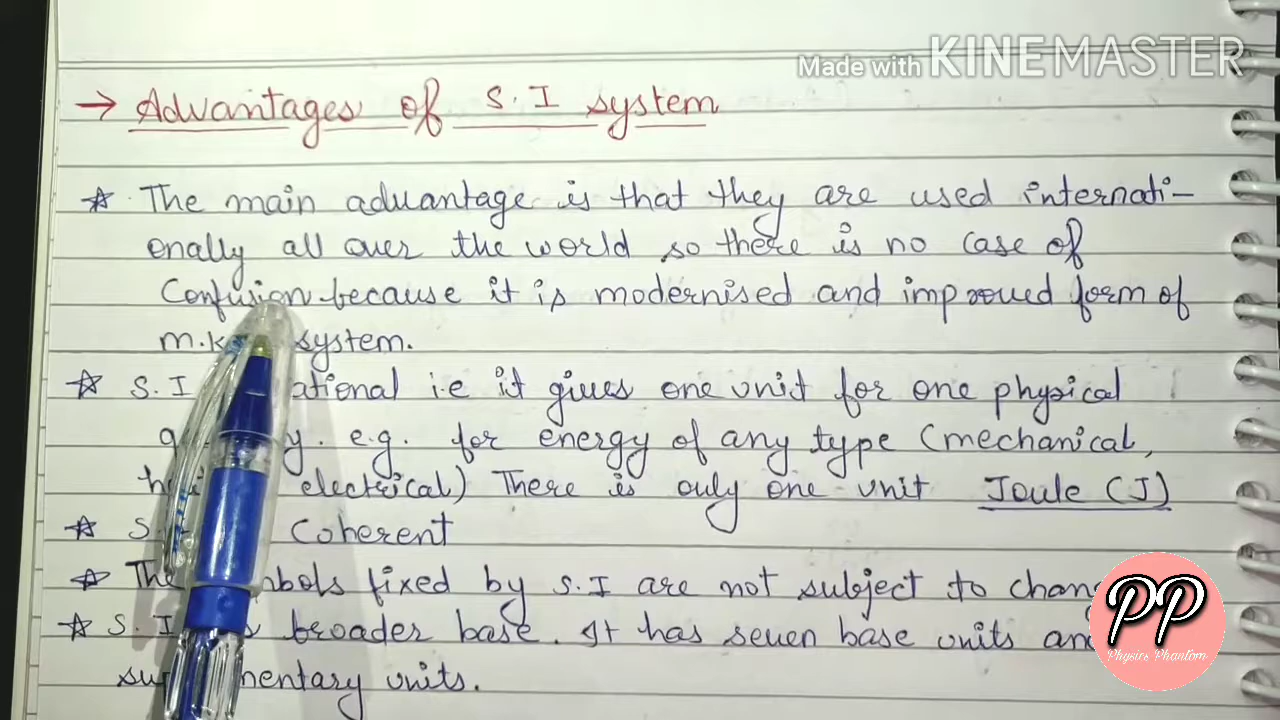 Made with KINEMASTER
→ Advantages of S.I system
☆ The main advantage is that they are used internati-
onally all over the world so there is no case of
Confusion because it is modernised and improved form of
m.k system.
☆ S.I ational i.e it gives one unit for one physical
y. e.g. for energy of any type (mechanical,
electrical) There is only one unit Joule (J)
☆ S. Coherent
☆ The mbols fixed by S.I are not subject to chan
☆ S.I broader base. It has seven base units an
mentary units.
PP
Physics Phantom